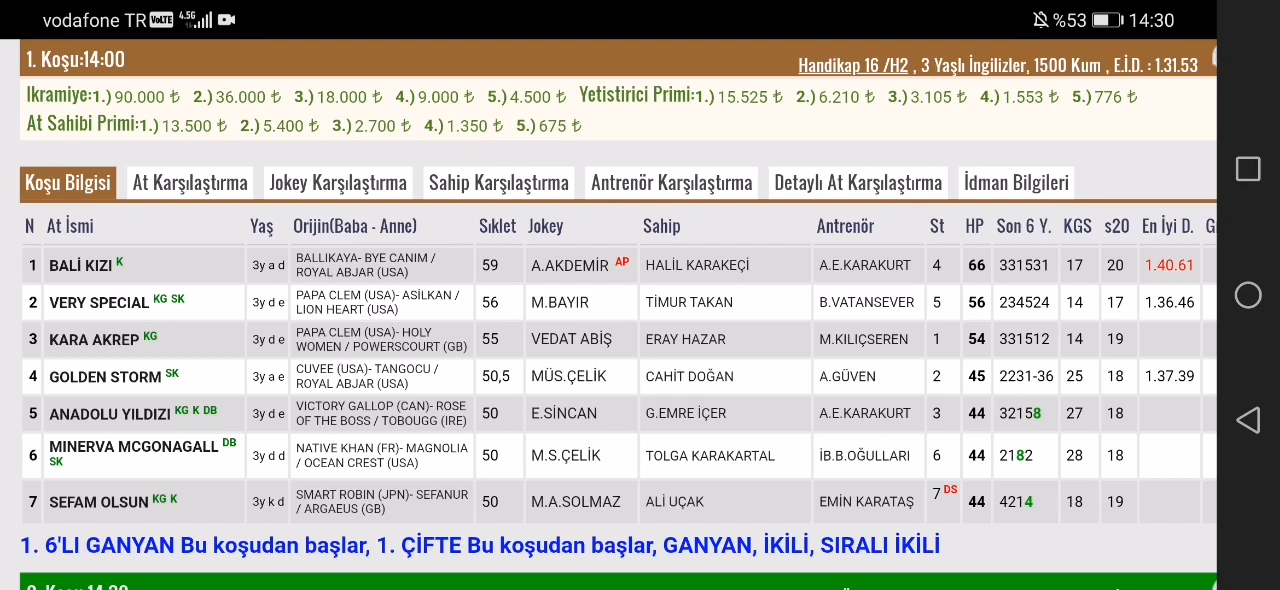 vodafone TR VoLTE 4.5G %53 14:30
1. Koşu:14:00
Handikap 16 /H2 , 3 Yaşlı İngilizler, 1500 Kum , E.İ.D. : 1.31.53
Ikramiye:1.) 90.000 ₺ 2.) 36.000 ₺ 3.) 18.000 ₺ 4.) 9.000 ₺ 5.) 4.500 ₺ Yetistirici Primi:1.) 15.525 ₺ 2.) 6.210 ₺ 3.) 3.105 ₺ 4.) 1.553 ₺ 5.) 776 ₺
At Sahibi Primi:1.) 13.500 ₺ 2.) 5.400 ₺ 3.) 2.700 ₺ 4.) 1.350 ₺ 5.) 675 ₺
Koşu Bilgisi At Karşılaştırma Jokey Karşılaştırma Sahip Karşılaştırma Antrenör Karşılaştırma Detaylı At Karşılaştırma İdman Bilgileri
N At İsmi Yaş Orijin(Baba - Anne) Sıklet Jokey Sahip Antrenör St HP Son 6 Y. KGS s20 En İyi D. G
1 BALİ KIZI K 3y a d BALLIKAYA- BYE CANIM / ROYAL ABJAR (USA) 59 A.AKDEMİR AP HALİL KARAKEÇİ A.E.KARAKURT 4 66 331531 17 20 1.40.61
2 VERY SPECIAL KG SK 3y d e PAPA CLEM (USA)- ASİLKAN / LION HEART (USA) 56 M.BAYIR TİMUR TAKAN B.VATANSEVER 5 56 234524 14 17 1.36.46
3 KARA AKREP KG 3y d e PAPA CLEM (USA)- HOLY WOMEN / POWERSCOURT (GB) 55 VEDAT ABİŞ ERAY HAZAR M.KILIÇSEREN 1 54 331512 14 19
4 GOLDEN STORM SK 3y a e CUVEE (USA)- TANGOCU / ROYAL ABJAR (USA) 50,5 MÜS.ÇELİK CAHİT DOĞAN A.GÜVEN 2 45 2231-36 25 18 1.37.39
5 ANADOLU YILDIZI KG K DB 3y d e VICTORY GALLOP (CAN)- ROSE OF THE BOSS / TOBOUGG (IRE) 50 E.SİNCAN G.EMRE İÇER A.E.KARAKURT 3 44 32158 27 18
6 MINERVA MCGONAGALL DB SK 3y d d NATIVE KHAN (FR)- MAGNOLIA / OCEAN CREST (USA) 50 M.S.ÇELİK TOLGA KARAKARTAL İB.B.OĞULLARI 6 44 2182 28 18
7 SEFAM OLSUN KG K 3y k d SMART ROBIN (JPN)- SEFANUR / ARGAEUS (GB) 50 M.A.SOLMAZ ALİ UÇAK EMİN KARATAŞ 7 DS 44 4214 18 19
1. 6'LI GANYAN Bu koşudan başlar, 1. ÇİFTE Bu koşudan başlar, GANYAN, İKİLİ, SIRALI İKİLİ